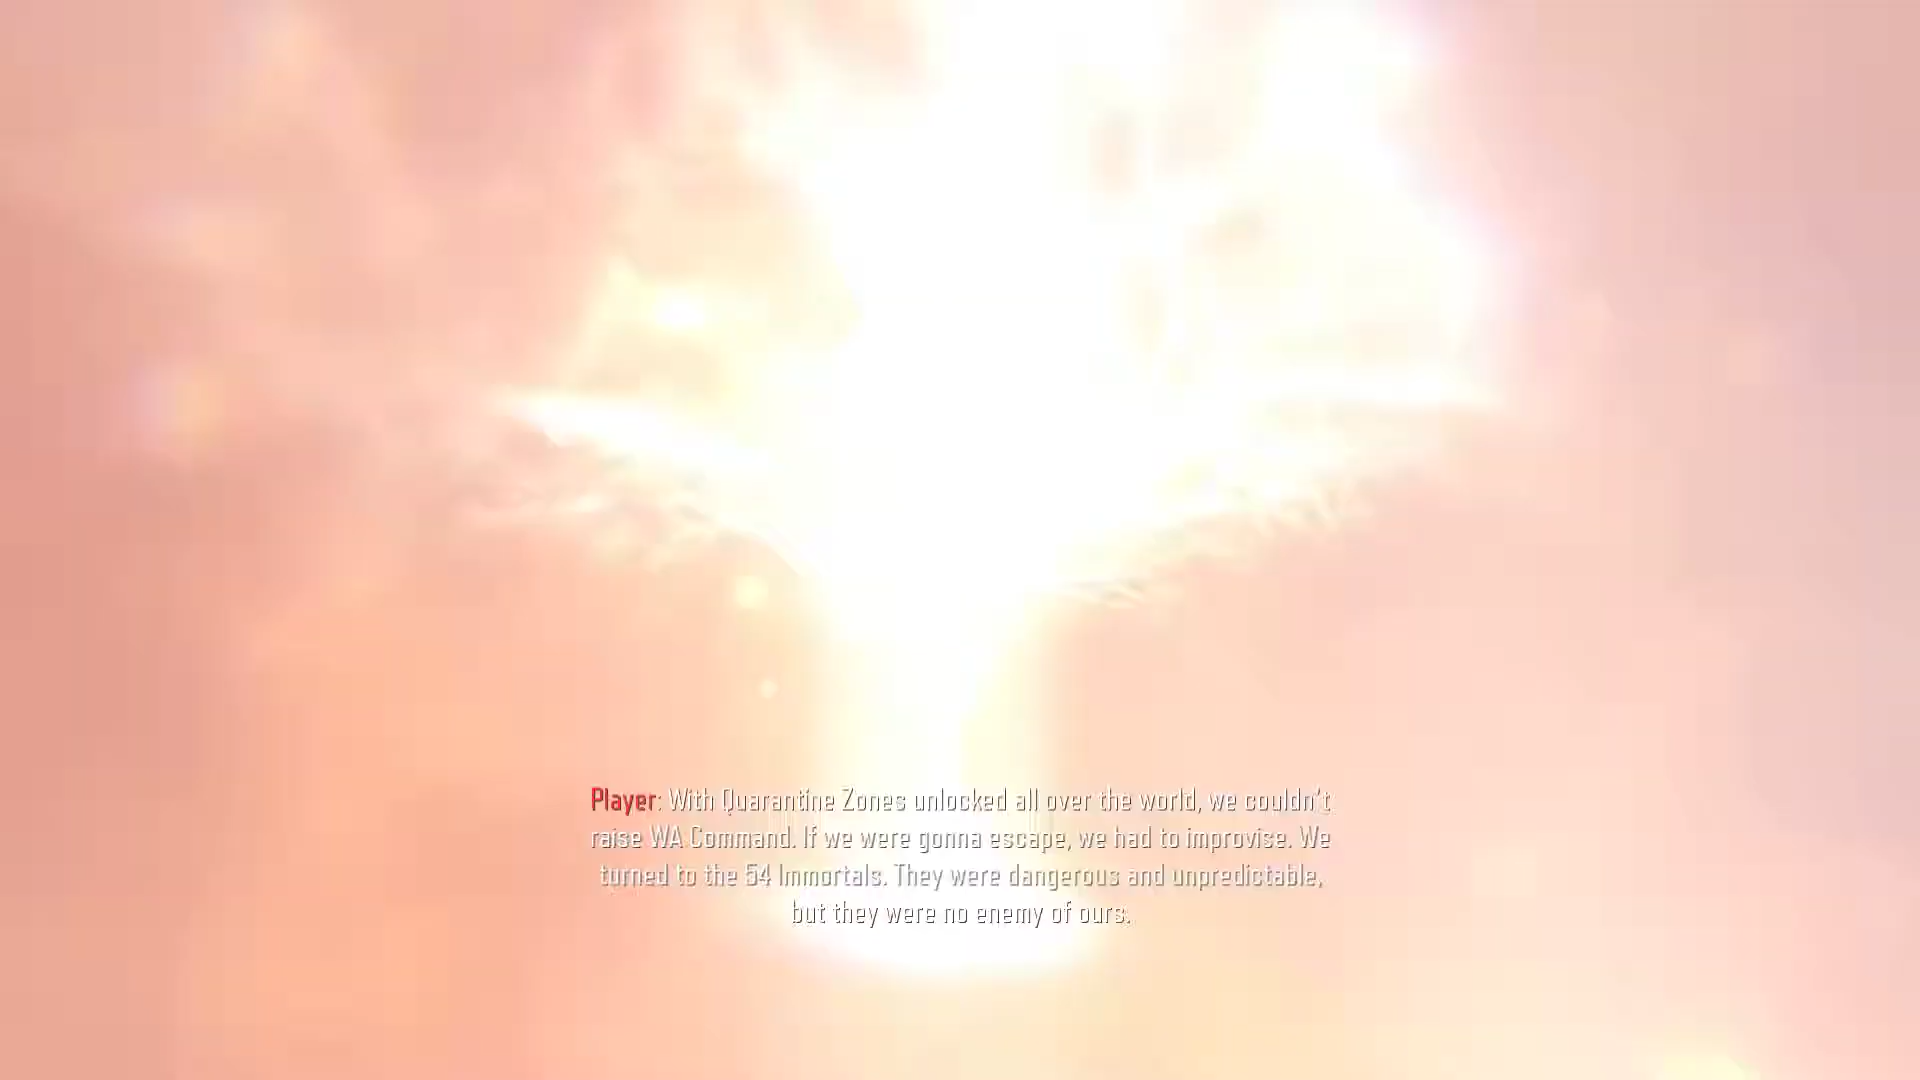 Player: With Quarantine Zones unlocked all over the world, we couldn't
raise WA Command. If we were gonna escape, we had to improvise. We
turned to the 54 Immortals. They were dangerous and unpredictable,
but they were no enemy of ours.